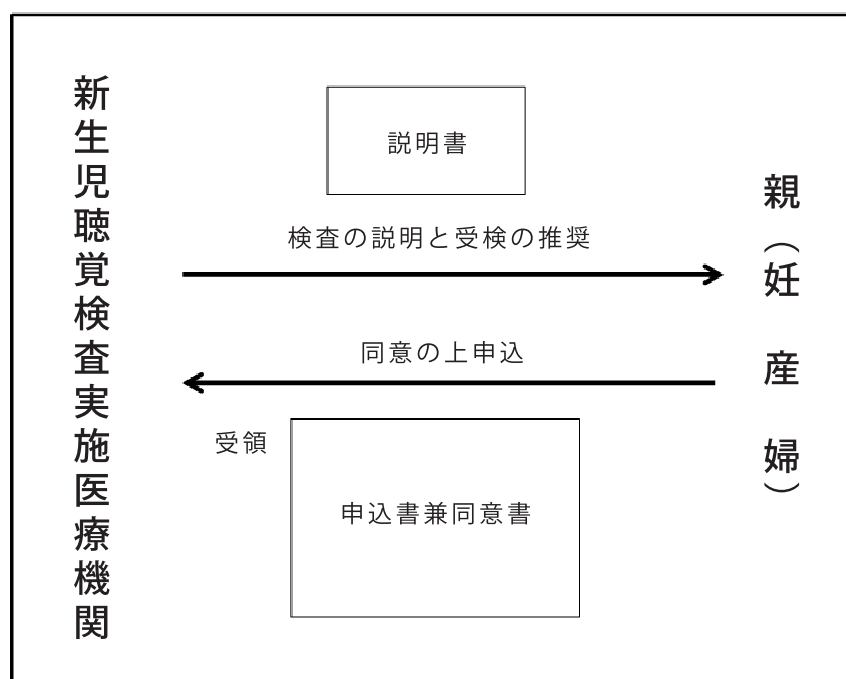 新生児聴覚検査実施医療機関
説明書
検査の説明と受検の推奨
同意の上申込
受領
申込書兼同意書
親（妊産婦）